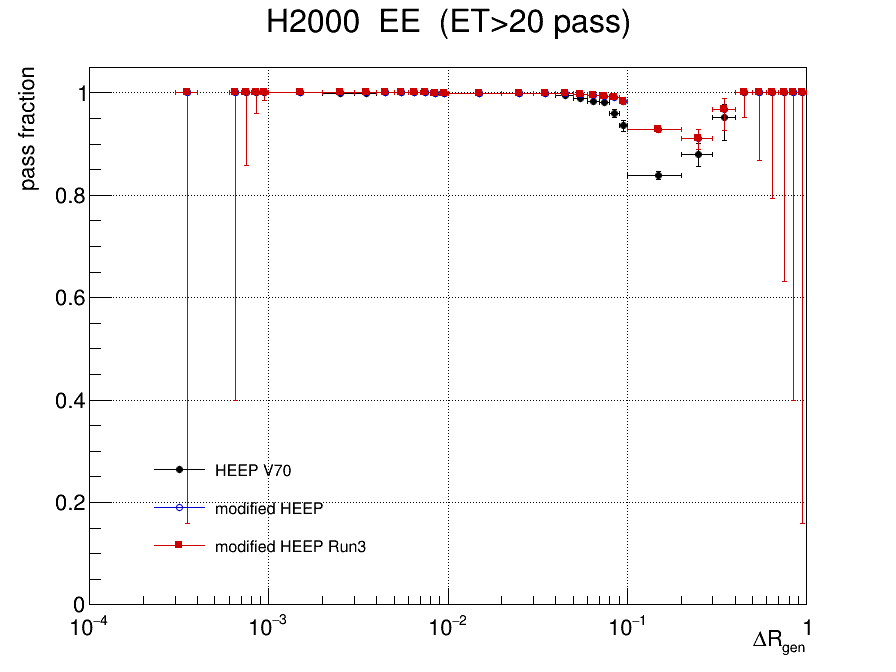 H2000 EE (ET>20 pass)
pass fraction
1
0.8
0.6
0.4
0.2
0
HEEP V70
modified HEEP
modified HEEP Run3
10⁻⁴ 10⁻³ 10⁻² 10⁻¹ 1
ΔR_gen